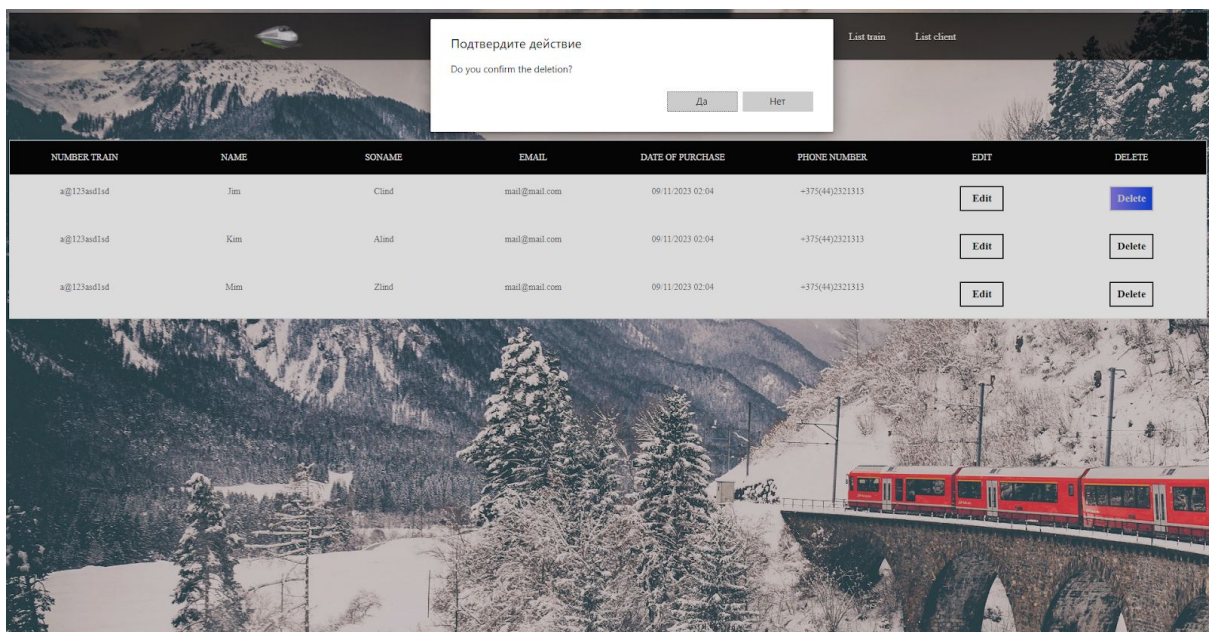 Подтвердите действие
Do you confirm the deletion?
Да Нет
List train List client
NUMBER TRAIN NAME SONAME EMAIL DATE OF PURCHASE PHONE NUMBER EDIT DELETE
a@123asd1sd Jim Clind mail@mail.com 09/11/2023 02:04 +375(44)2321313 Edit Delete
a@123asd1sd Kim Alind mail@mail.com 09/11/2023 02:04 +375(44)2321313 Edit Delete
a@123asd1sd Mim Zlind mail@mail.com 09/11/2023 02:04 +375(44)2321313 Edit Delete